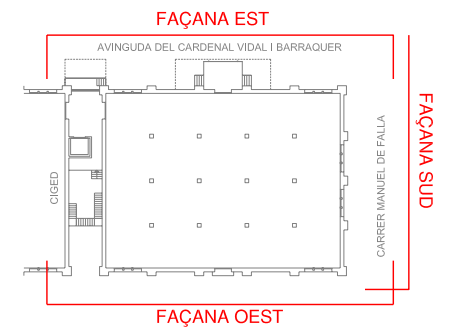 FAÇANA EST
AVINGUDA DEL CARDENAL VIDAL I BARRAQUER
CIGED
CARRER MANUEL DE FALLA
FAÇANA SUD
FAÇANA OEST